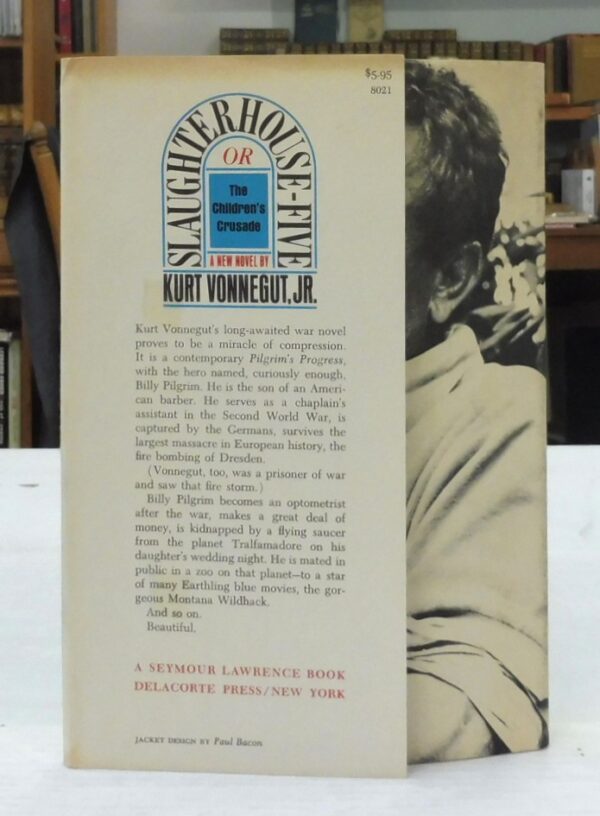 $5.95
8021
SLAUGHTERHOUSE-FIVE
OR
The
Children's
Crusade
A NEW NOVEL BY
KURT VONNEGUT, JR.
Kurt Vonnegut's long-awaited war novel
proves to be a miracle of compression.
It is a contemporary Pilgrim's Progress,
with the hero named, curiously enough,
Billy Pilgrim. He is the son of an Ameri-
can barber. He serves as a chaplain's
assistant in the Second World War, is
captured by the Germans, survives the
largest massacre in European history, the
fire bombing of Dresden.
(Vonnegut, too, was a prisoner of war
and saw that fire storm.)
Billy Pilgrim becomes an optometrist
after the war, makes a great deal of
money, is kidnapped by a flying saucer
from the planet Tralfamadore on his
daughter's wedding night. He is mated in
public in a zoo on that planet—to a star
of many Earthling blue movies, the gor-
geous Montana Wildhack.
And so on.
Beautiful.
A SEYMOUR LAWRENCE BOOK
DELACORTE PRESS/NEW YORK
JACKET DESIGN BY Paul Bacon